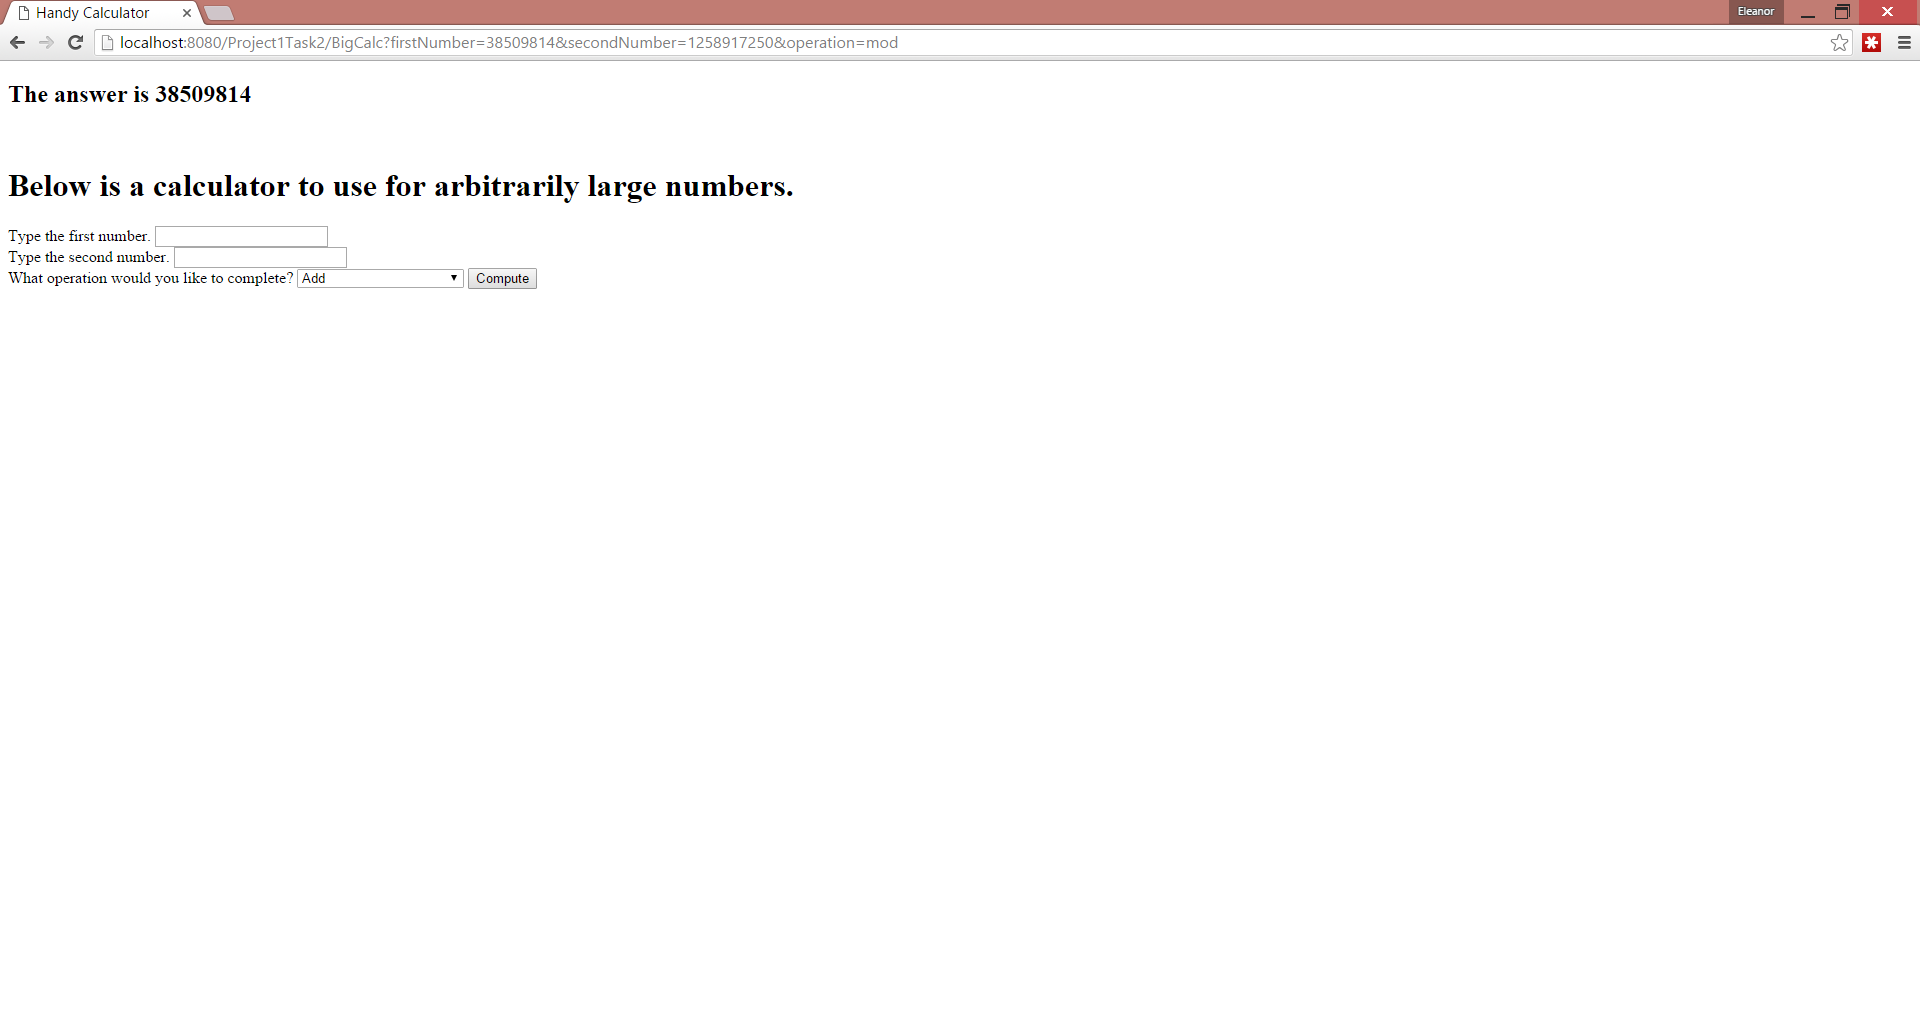 Handy Calculator
Eleanor
localhost:8080/Project1Task2/BigCalc?firstNumber=38509814&secondNumber=1258917250&operation=mod
The answer is 38509814
Below is a calculator to use for arbitrarily large numbers.
Type the first number.
Type the second number.
What operation would you like to complete? Add Compute